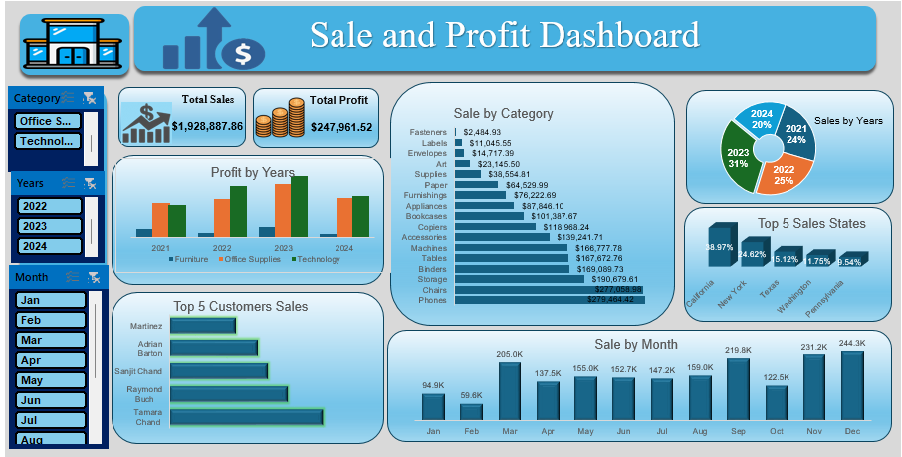 Sale and Profit Dashboard
$
Category
Office S...
Technol...
Years
2022
2023
2024
Month
Jan
Feb
Mar
Apr
May
Jun
Jul
Aug
Total Sales
$1,928,887.86
Total Profit
$247,961.52
Profit by Years
2021 2022 2023 2024
Furniture Office Supplies Technology
Top 5 Customers Sales
Martinez
Adrian
Barton
Sanjit Chand
Raymond
Buch
Tamara
Chand
Sale by Category
Fasteners $2,484.93
Labels $11,045.55
Envelopes $14,717.39
Art $23,145.50
Supplies $38,554.81
Paper $64,529.99
Furnishings $76,222.69
Appliances $87,846.10
Bookcases $101,387.67
Copiers $118,968.24
Accessories $139,241.71
Machines $166,777.78
Tables $167,672.76
Binders $169,089.73
Storage $190,679.61
Chairs $277,058.98
Phones $279,464.42
Sales by Years
2024
20%
2021
24%
2023
31%
2022
25%
Top 5 Sales States
38.97% 24.62% 5.12% 1.75% 9.54%
California New York Texas Washington Pennsylvania
Sale by Month
94.9K 59.6K 205.0K 137.5K 155.0K 152.7K 147.2K 159.0K 219.8K 122.5K 231.2K 244.3K
Jan Feb Mar Apr May Jun Jul Aug Sep Oct Nov Dec